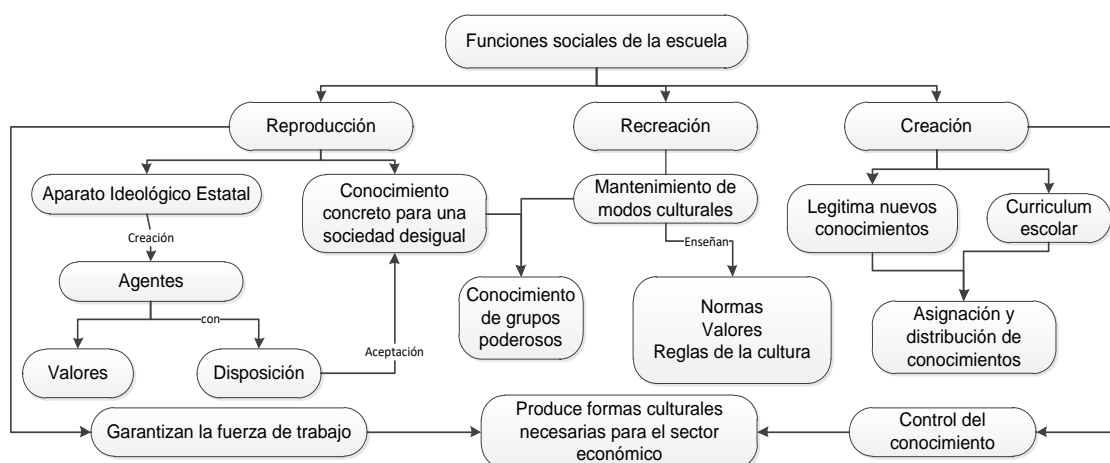 Funciones sociales de la escuela
Reproducción
Recreación
Creación
Aparato Ideológico Estatal
Conocimiento
concreto para una
sociedad desigual
Mantenimiento de
modos culturales
Legitima nuevos
conocimientos
Curriculum
escolar
Creación
Enseñan
Agentes
Conocimiento
de grupos
poderosos
Normas
Valores
Reglas de la cultura
Asignación y
distribución de
conocimientos
con
Aceptación
Valores
Disposición
Garantizan la fuerza de trabajo
Produce formas culturales
necesarias para el sector
económico
Control del
conocimiento